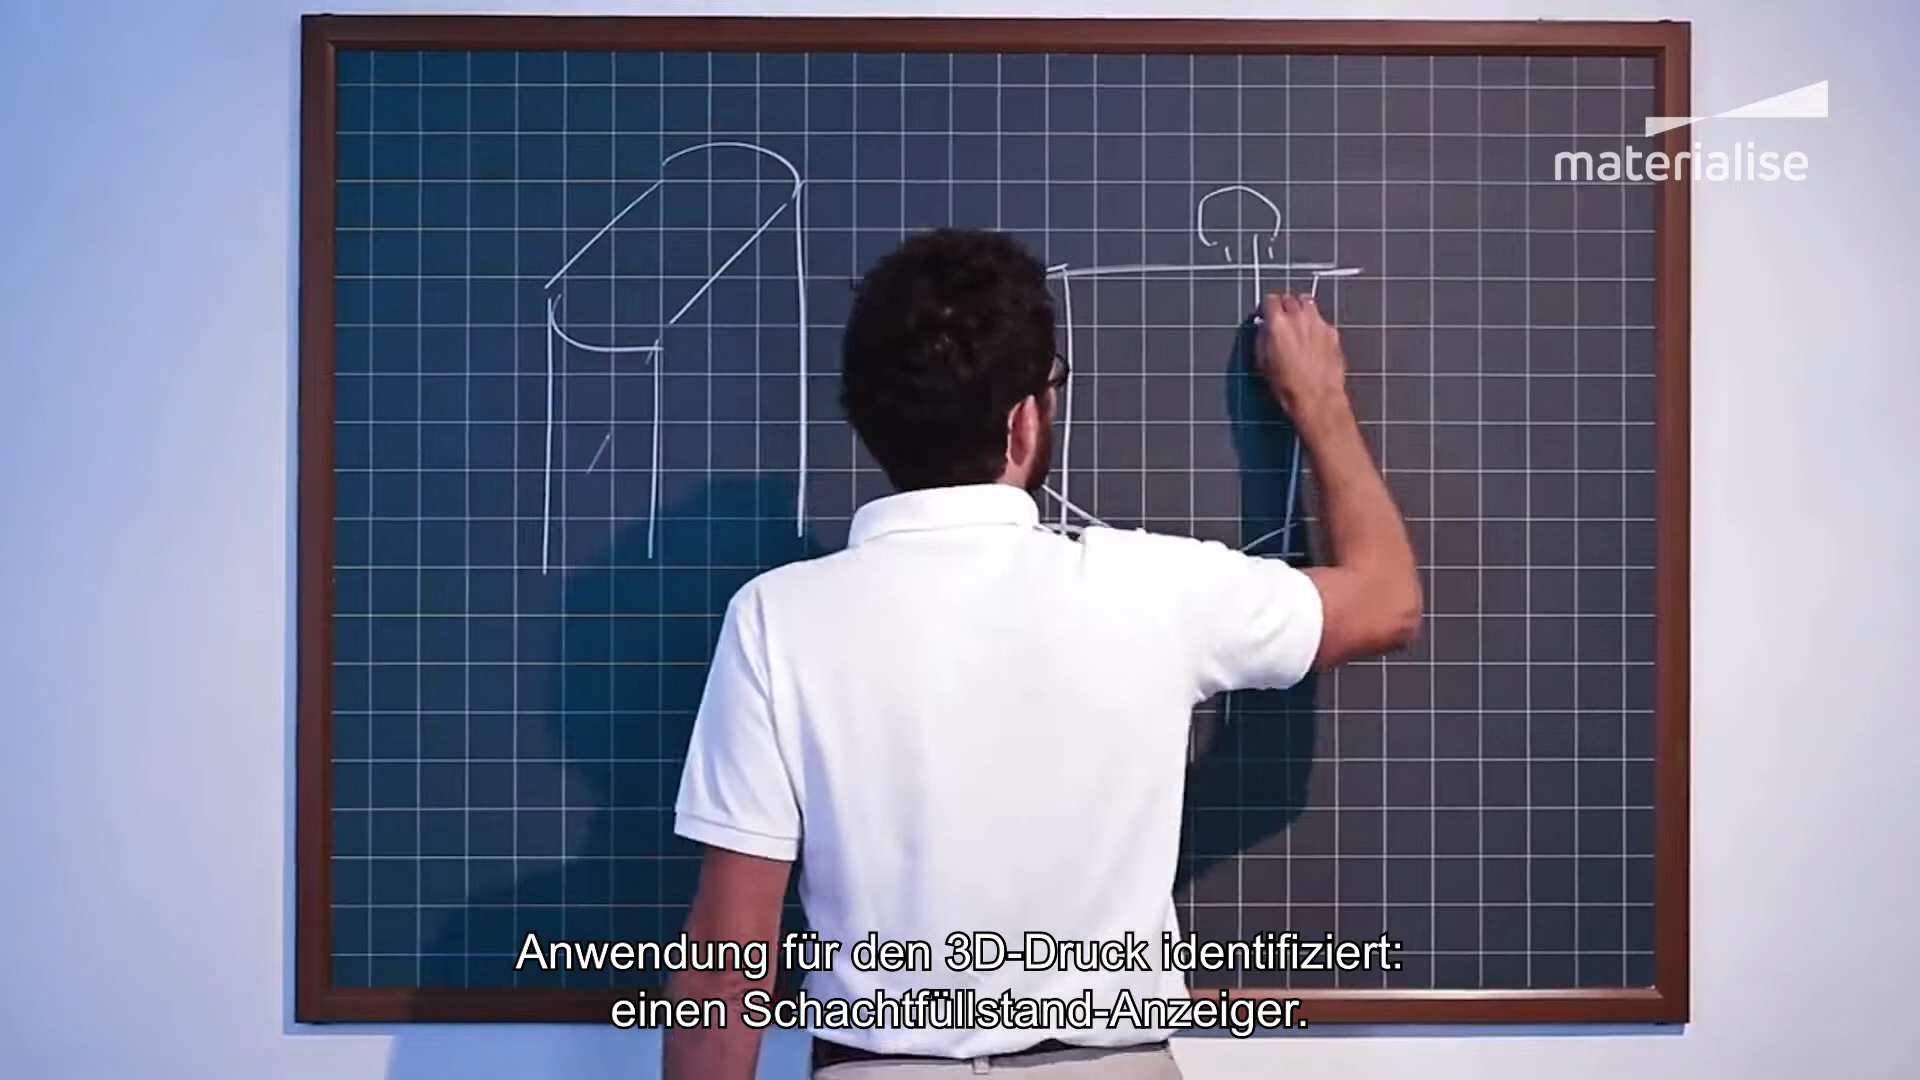 materialise
Anwendung für den 3D-Druck identifiziert:
einen Schachtfüllstand-Anzeiger.